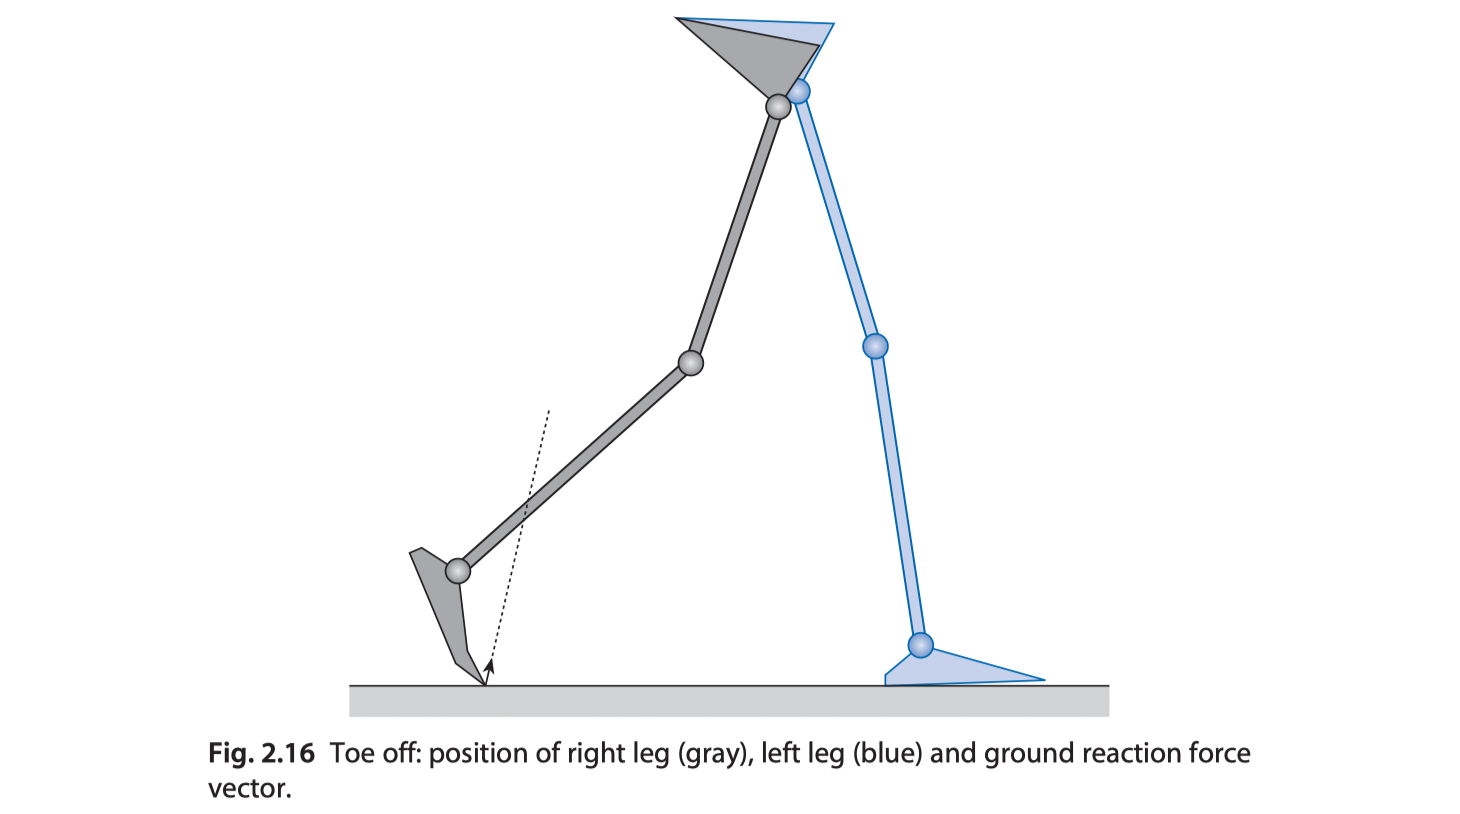 Fig. 2.16 Toe off: position of right leg (gray), left leg (blue) and ground reaction force
vector.